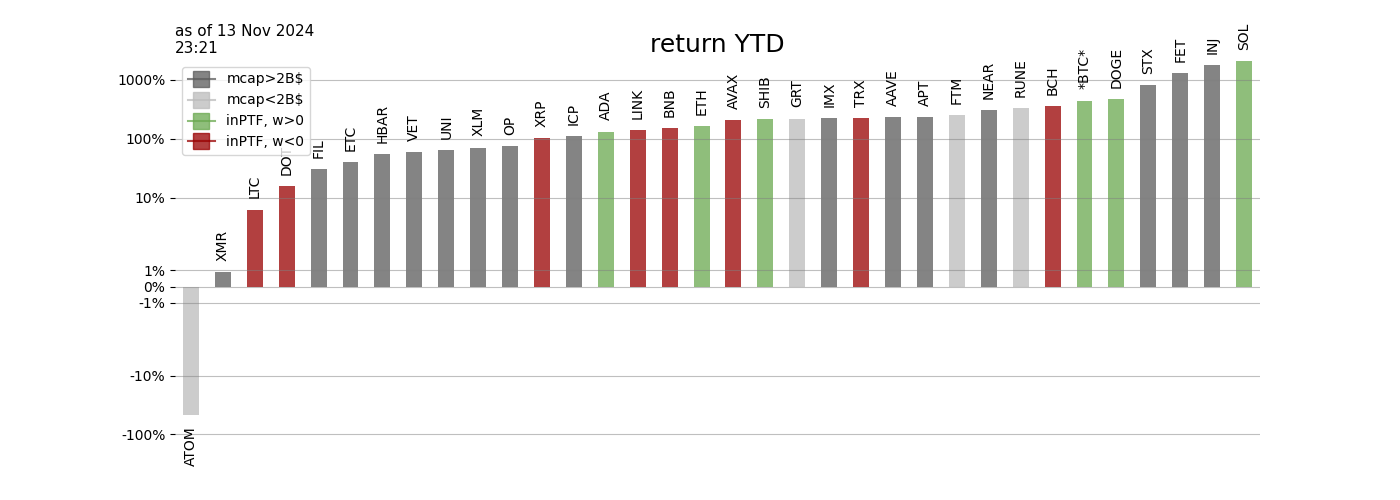 as of 13 Nov 2024
23:21
return YTD
mcap>2B$
mcap<2B$
inPTF, w>0
inPTF, w<0
1000%
100%
10%
1%
0%
-1%
-10%
-100%
ATOM
XMR
LTC
DOT
FIL
ETC
HBAR
VET
UNI
XLM
OP
XRP
ICP
ADA
LINK
BNB
ETH
AVAX
SHIB
GRT
IMX
TRX
AAVE
APT
FTM
NEAR
RUNE
BCH
*BTC*
DOGE
STX
FET
INJ
SOL